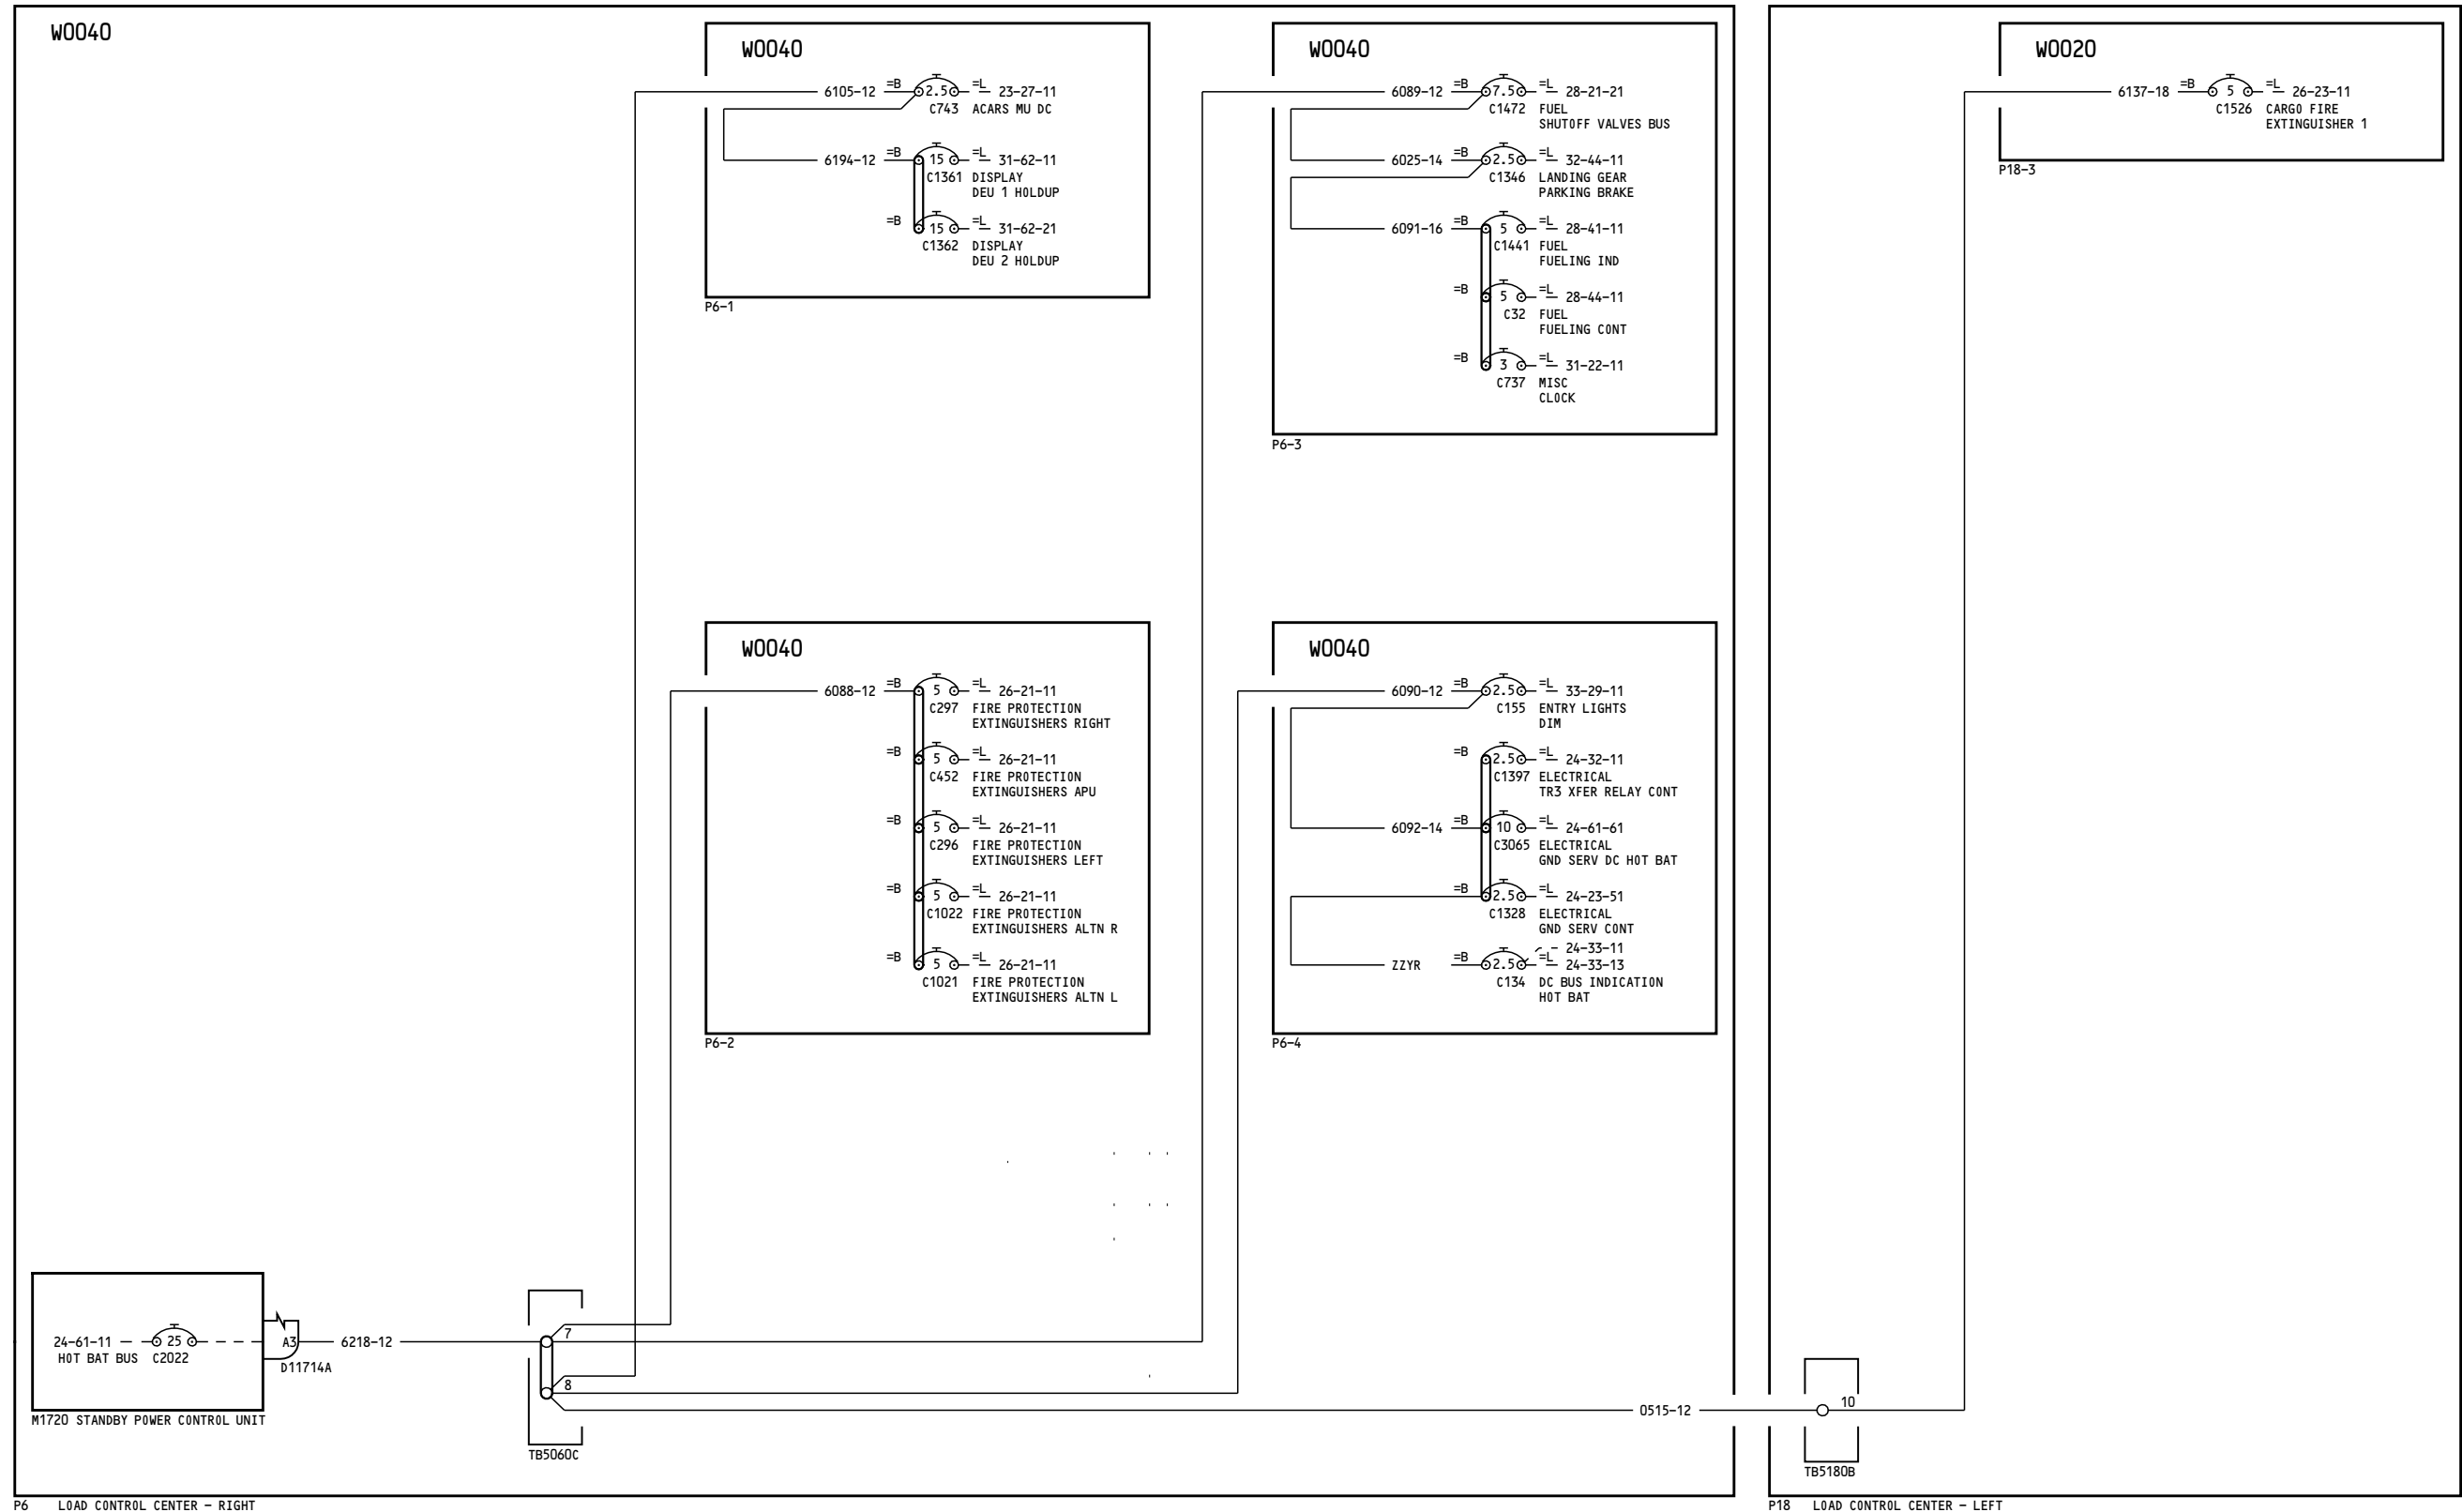 W0040
W0040
6105-12 =B 2.5 =L 23-27-11
C743 ACARS MU DC
6194-12 =B 15 =L 31-62-11
C1361 DISPLAY
DEU 1 HOLDUP
=B 15 =L 31-62-21
C1362 DISPLAY
DEU 2 HOLDUP
P6-1
W0040
6089-12 =B 7.5 =L 28-21-21
C1472 FUEL
SHUTOFF VALVES BUS
6025-14 =B 2.5 =L 32-44-11
C1346 LANDING GEAR
PARKING BRAKE
6091-16 =B 5 =L 28-41-11
C1441 FUEL
FUELING IND
=B 5 =L 28-44-11
C32 FUEL
FUELING CONT
=B 3 =L 31-22-11
C737 MISC
CLOCK
P6-3
W0020
6137-18 =B 5 =L 26-23-11
C1526 CARGO FIRE
EXTINGUISHER 1
P18-3
W0040
6088-12 =B 5 =L 26-21-11
C297 FIRE PROTECTION
EXTINGUISHERS RIGHT
=B 5 =L 26-21-11
C452 FIRE PROTECTION
EXTINGUISHERS APU
=B 5 =L 26-21-11
C296 FIRE PROTECTION
EXTINGUISHERS LEFT
=B 5 =L 26-21-11
C1022 FIRE PROTECTION
EXTINGUISHERS ALTN R
=B 5 =L 26-21-11
C1021 FIRE PROTECTION
EXTINGUISHERS ALTN L
P6-2
W0040
6090-12 =B 2.5 =L 33-29-11
C155 ENTRY LIGHTS
DIM
=B 2.5 =L 24-32-11
C1397 ELECTRICAL
TR3 XFER RELAY CONT
6092-14 =B 10 =L 24-61-61
C3065 ELECTRICAL
GND SERV DC HOT BAT
=B 2.5 =L 24-23-51
C1328 ELECTRICAL
GND SERV CONT
24-33-11
ZZYR =B 2.5 =L 24-33-13
C134 DC BUS INDICATION
HOT BAT
P6-4
24-61-11 25 A3 6218-12 7
HOT BAT BUS C2022
D11714A
M1720 STANDBY POWER CONTROL UNIT
8
TB5060C
0515-12 10
TB5180B
P6 LOAD CONTROL CENTER - RIGHT
P18 LOAD CONTROL CENTER - LEFT